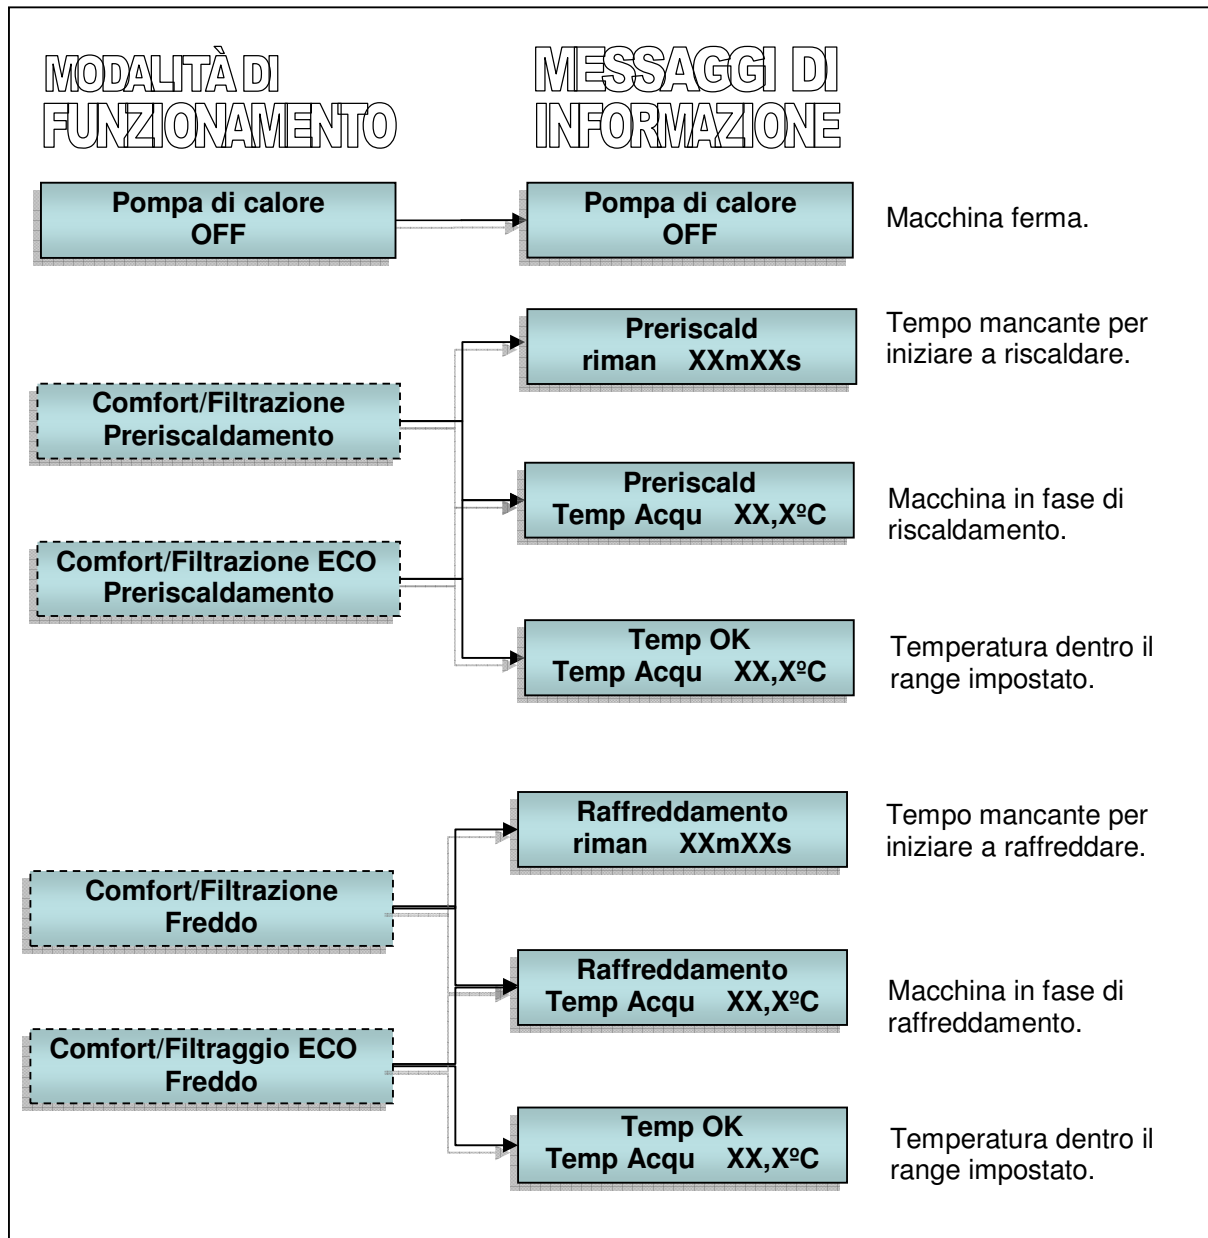 MODALITÀ DI
FUNZIONAMENTO
MESSAGGI DI
INFORMAZIONE
Pompa di calore
OFF
Pompa di calore
OFF
Macchina ferma.
Preriscald
riman XXmXXs
Tempo mancante per
iniziare a riscaldare.
Comfort/Filtrazione
Preriscaldamento
Preriscald
Temp Acqu XX,XºC
Macchina in fase di
riscaldamento.
Comfort/Filtrazione ECO
Preriscaldamento
Temp OK
Temp Acqu XX,XºC
Temperatura dentro il
range impostato.
Raffreddamento
riman XXmXXs
Tempo mancante per
iniziare a raffreddare.
Comfort/Filtrazione
Freddo
Raffreddamento
Temp Acqu XX,XºC
Macchina in fase di
raffreddamento.
Comfort/Filtraggio ECO
Freddo
Temp OK
Temp Acqu XX,XºC
Temperatura dentro il
range impostato.